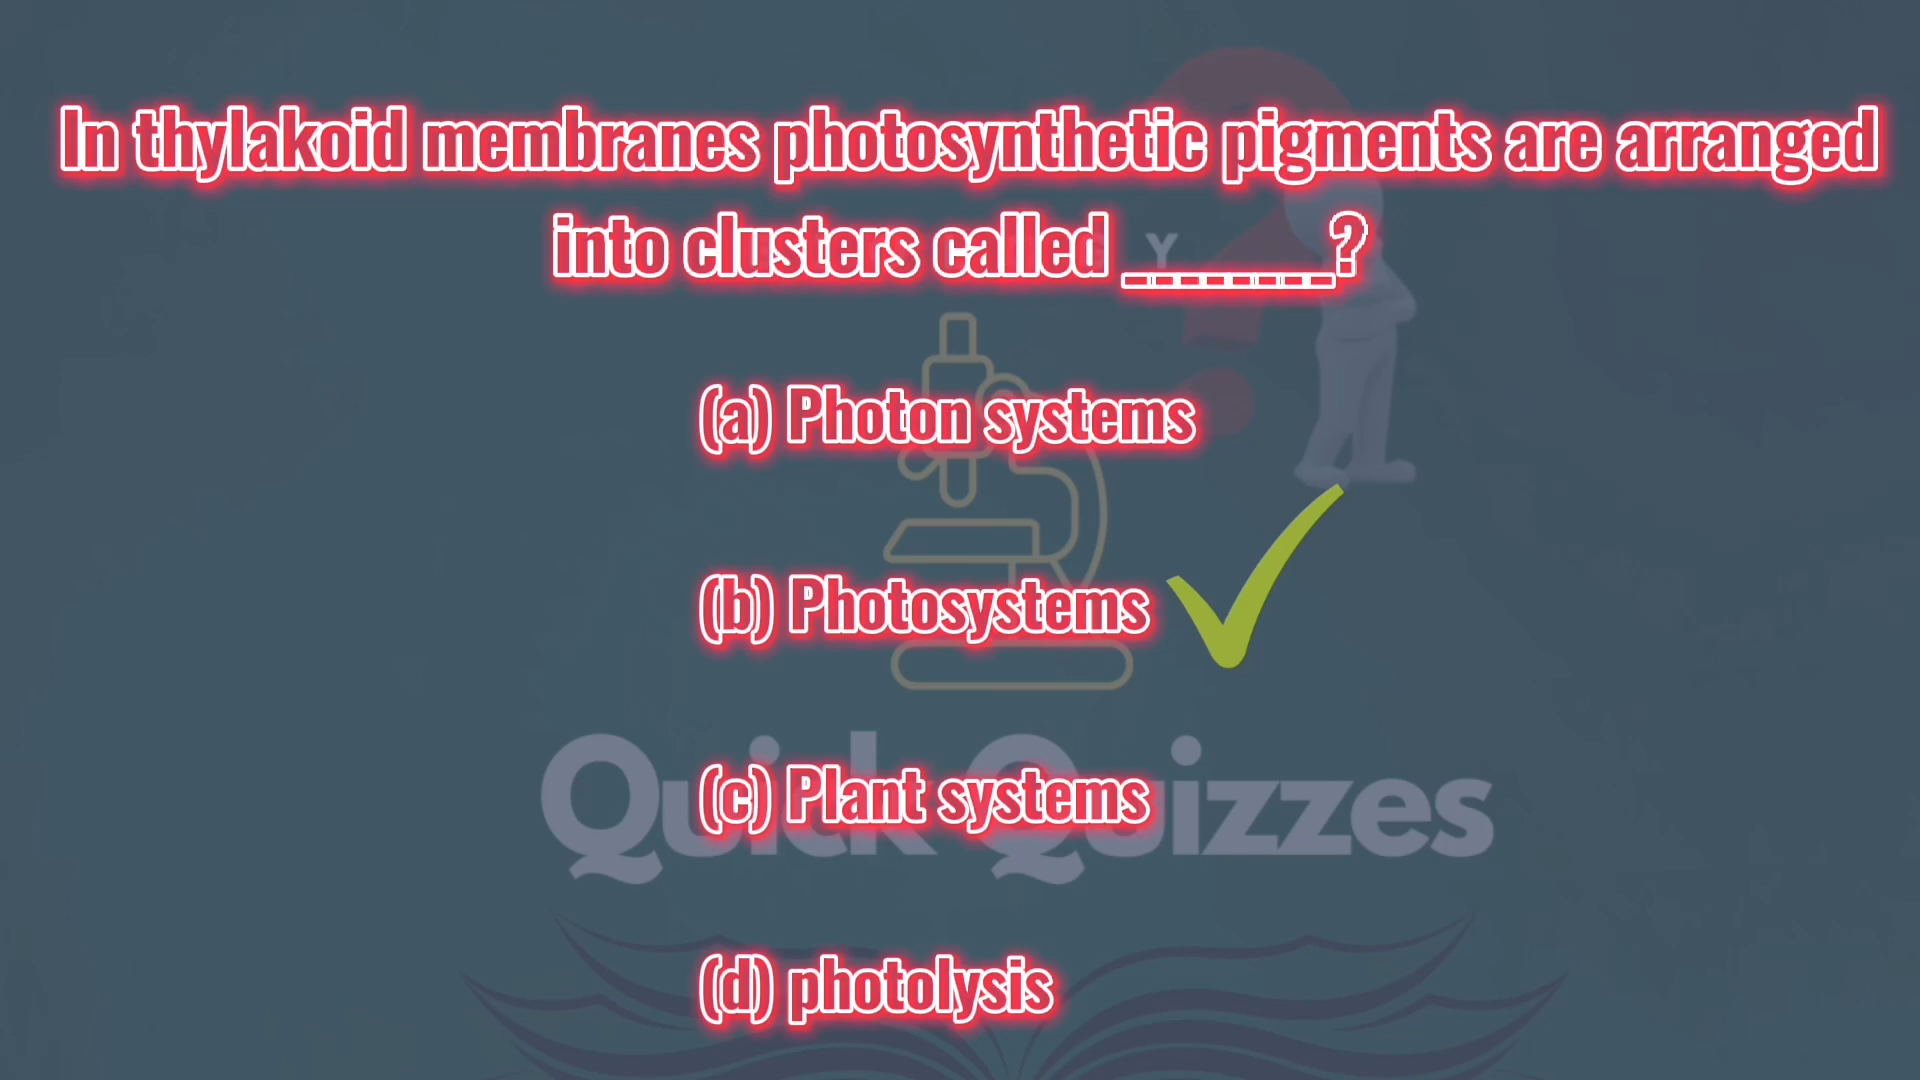 In thylakoid membranes photosynthetic pigments are arranged
into clusters called ________?
(a) Photon systems
(b) Photosystems
(c) Plant systems
(d) photolysis
Quick Quizzes